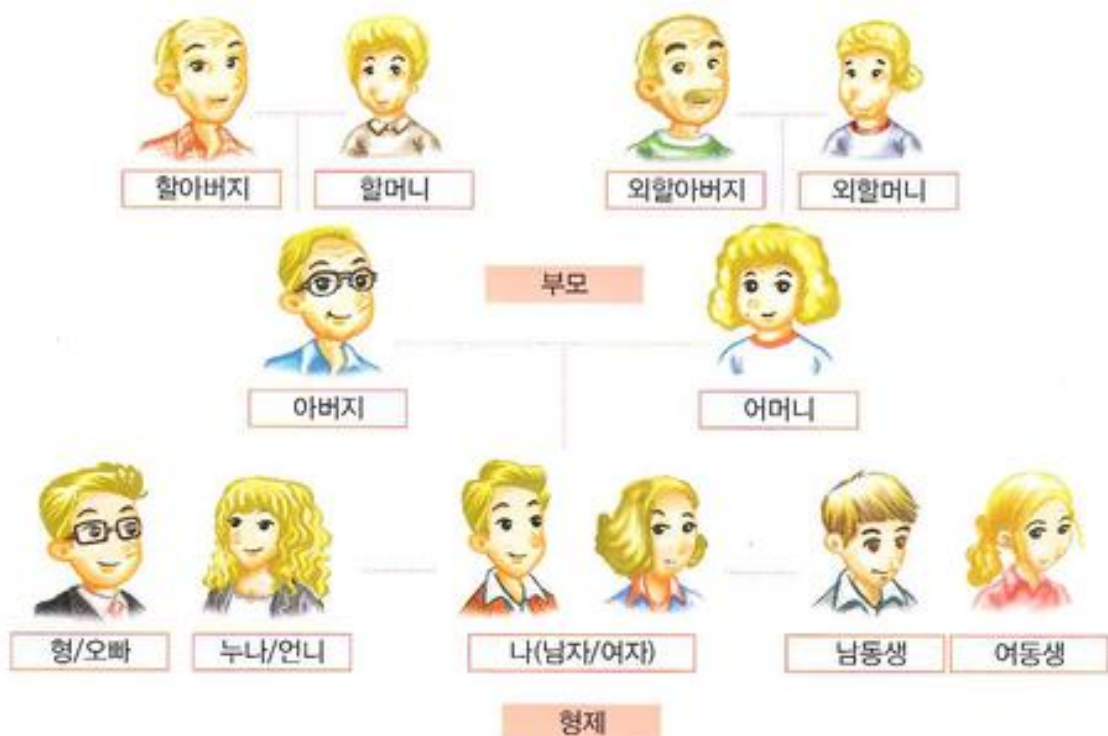 할아버지 할머니 외할아버지 외할머니
부모
아버지 어머니
형/오빠 누나/언니 나(남자/여자) 남동생 여동생
형제